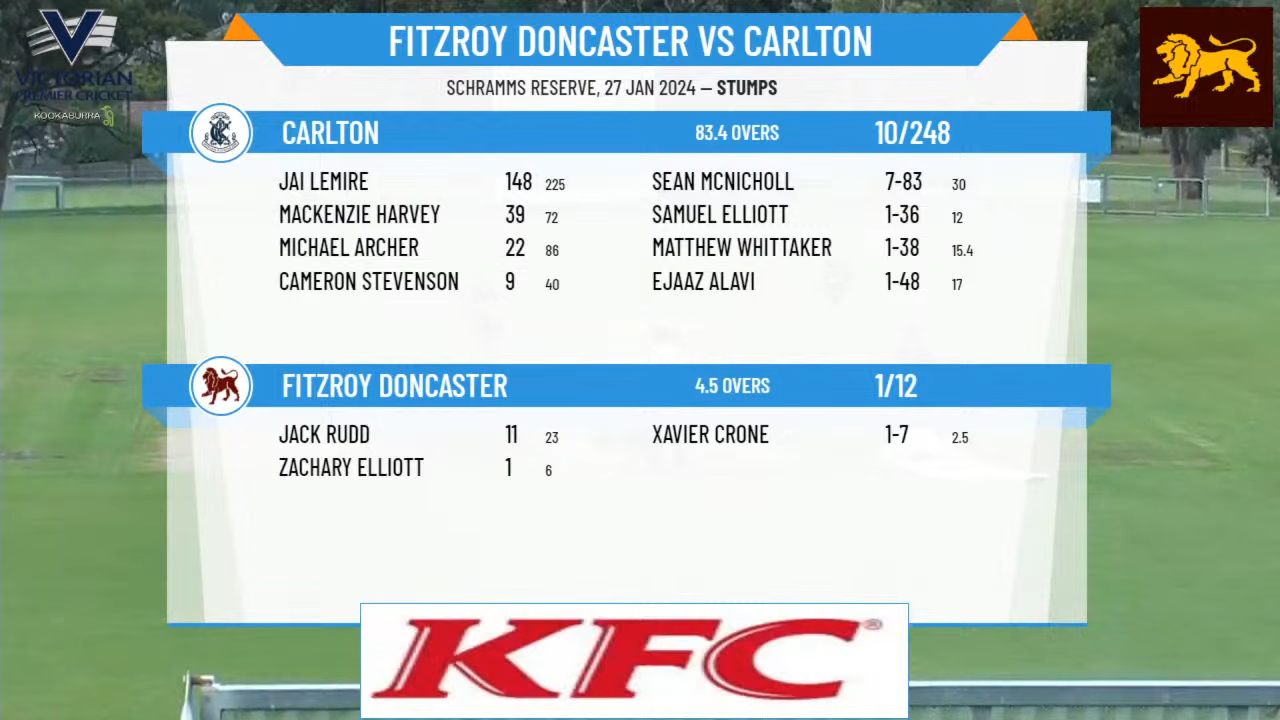 FITZROY DONCASTER VS CARLTON
VICTORIAN
PREMIER CRICKET
KOOKABURRA
SCHRAMMS RESERVE, 27 JAN 2024 – STUMPS
CARLTON 83.4 OVERS 10/248
JAI LEMIRE 148 225 SEAN MCNICHOLL 7-83 30
MACKENZIE HARVEY 39 72 SAMUEL ELLIOTT 1-36 12
MICHAEL ARCHER 22 86 MATTHEW WHITTAKER 1-38 15.4
CAMERON STEVENSON 9 40 EJAAZ ALAVI 1-48 17
FITZROY DONCASTER 4.5 OVERS 1/12
JACK RUDD 11 23 XAVIER CRONE 1-7 2.5
ZACHARY ELLIOTT 1 6
KFC®